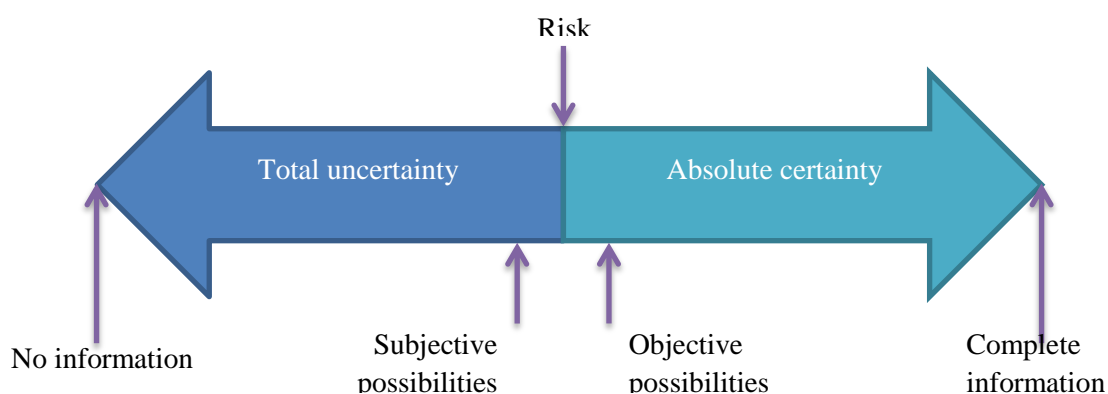 Risk
Total uncertainty
Absolute certainty
No information
Subjective
possibilities
Objective
possibilities
Complete
information